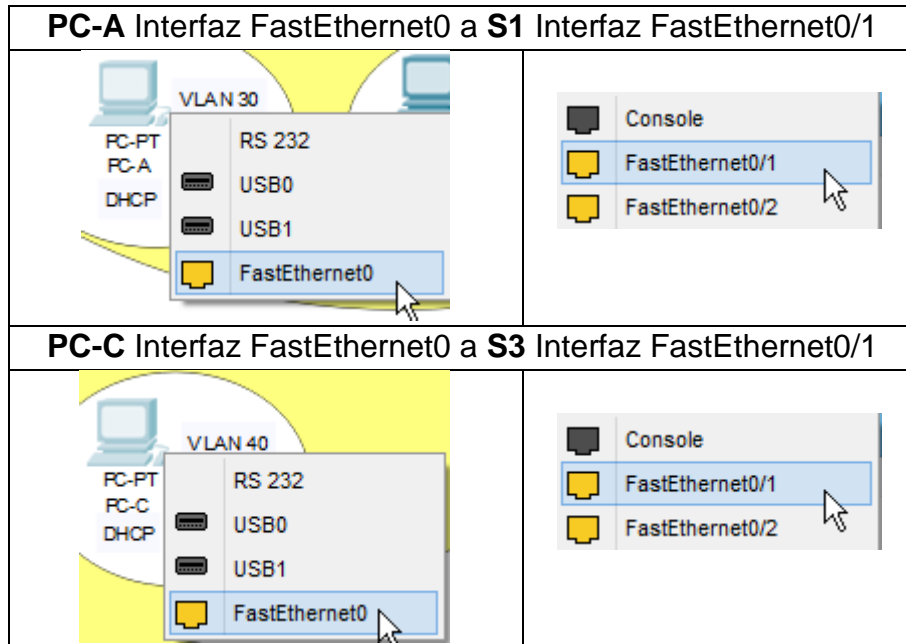 PC-A Interfaz FastEthernet0 a S1 Interfaz FastEthernet0/1
VLAN 30
PC-PT
PC-A
DHCP
RS 232
USB0
USB1
FastEthernet0
Console
FastEthernet0/1
FastEthernet0/2
PC-C Interfaz FastEthernet0 a S3 Interfaz FastEthernet0/1
VLAN 40
PC-PT
PC-C
DHCP
RS 232
USB0
USB1
FastEthernet0
Console
FastEthernet0/1
FastEthernet0/2